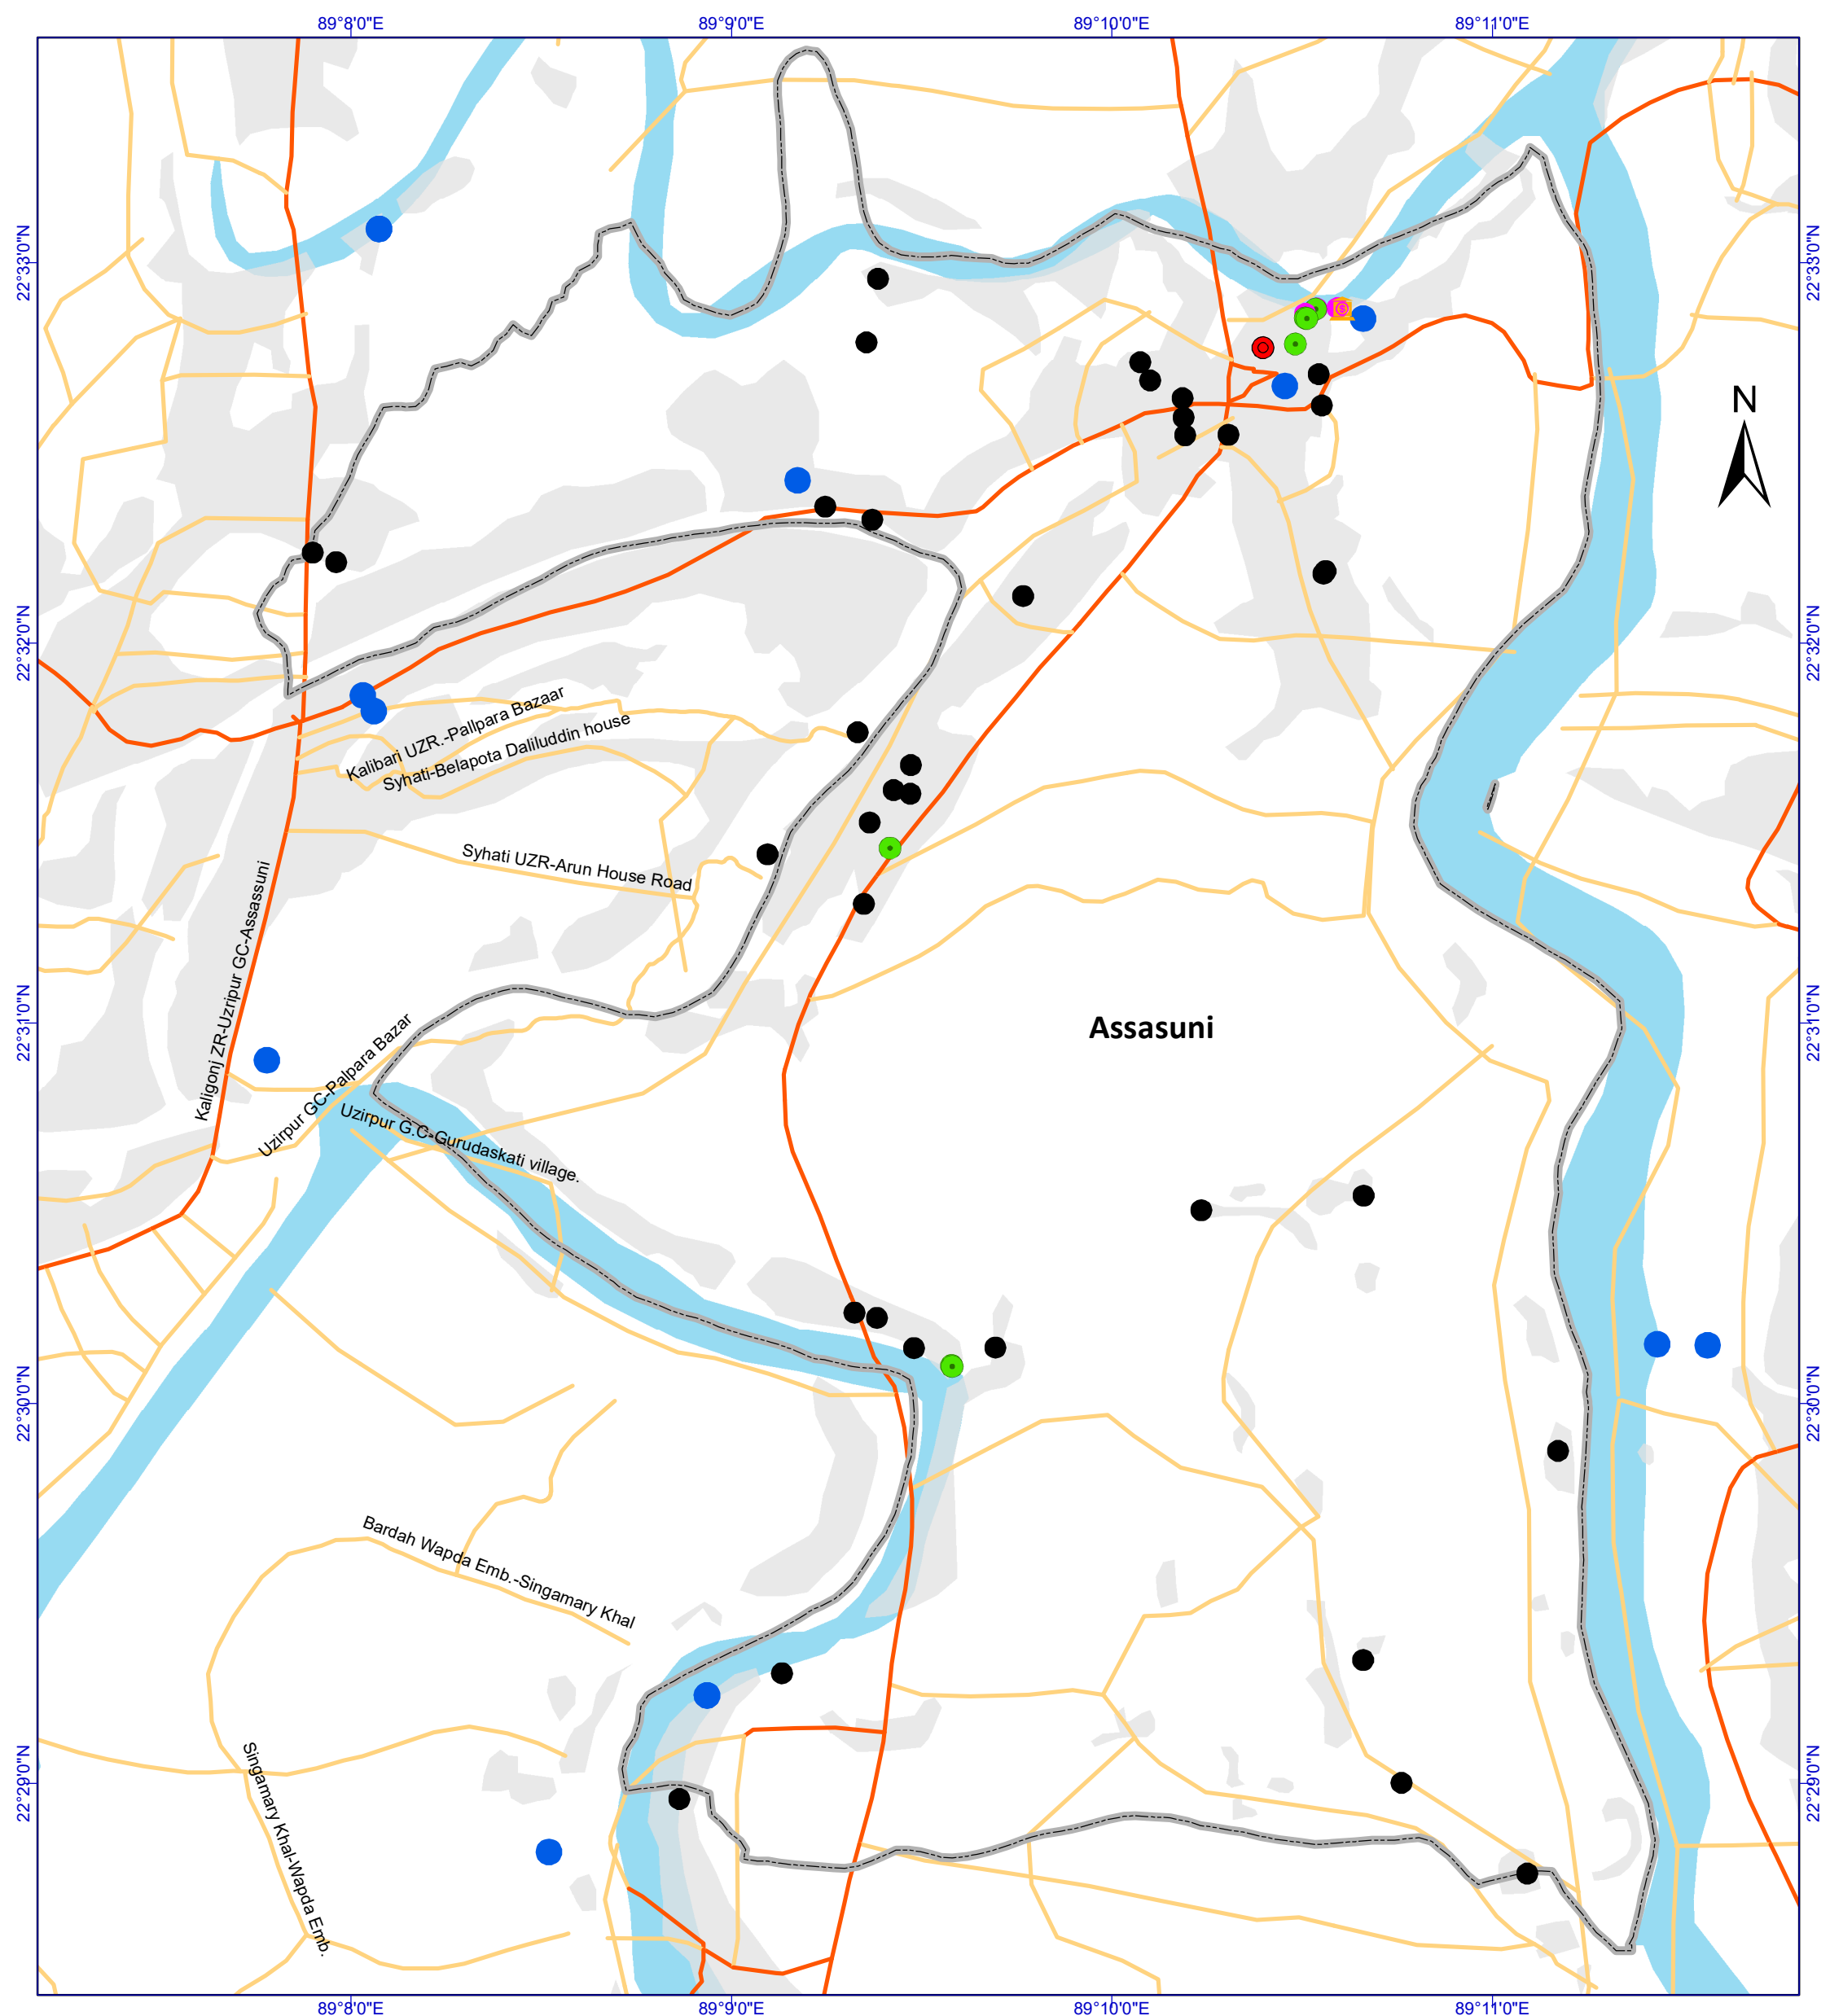 89°8'0"E
89°9'0"E
89°10'0"E
89°11'0"E
22°33'0"N
22°33'0"N
N
22°32'0"N
22°32'0"N
Kalibari UZR.-Pallpara Bazaar
Syhati-Belapota Daliluddin house
Syhati UZR-Arun House Road
Kaligonj ZR-Uzripur GC-Assassuni
22°31'0"N
Assasuni
22°31'0"N
Uzirpur GC-Palpara Bazar
Uzirpur G.C-Gurudaskati village.
22°30'0"N
22°30'0"N
Bardah Wapda Emb.-Singamary Khal
Singamary Khal-Wapda Emb.
22°29'0"N
22°29'0"N
89°8'0"E
89°9'0"E
89°10'0"E
89°11'0"E